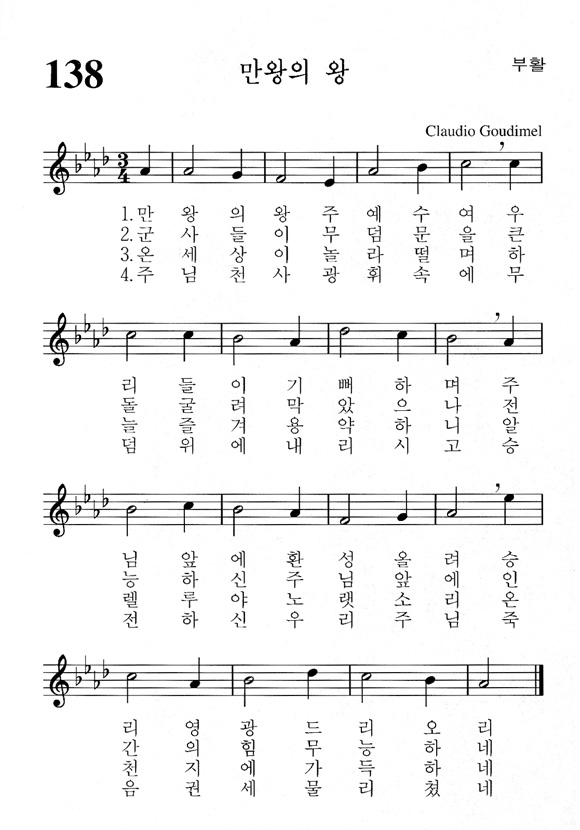 138
만왕의 왕
부활
Claudio Goudimel
1. 만 왕 의 왕 주 예 수 여 우
2. 군 사 들 이 무 덤 문 을 큰
3. 온 세 상 이 놀 라 떨 며 하
4. 주 님 천 사 광 휘 속 에 무
리 들 이 기 뻐 하 며 주
돌 굴 려 막 았 으 나 전
늘 즐 겨 용 약 하 니 알
덤 위 에 내 리 시 고 승
님 앞 에 환 성 올 려 승
능 하 신 주 님 앞 에 인
렐 루 야 노 랫 소 리 온
전 하 신 우 리 주 님 죽
리 영 광 드 리 오 리
간 의 힘 무 능 하 네
천 지 에 가 득 하 네
음 권 세 물 리 쳤 네